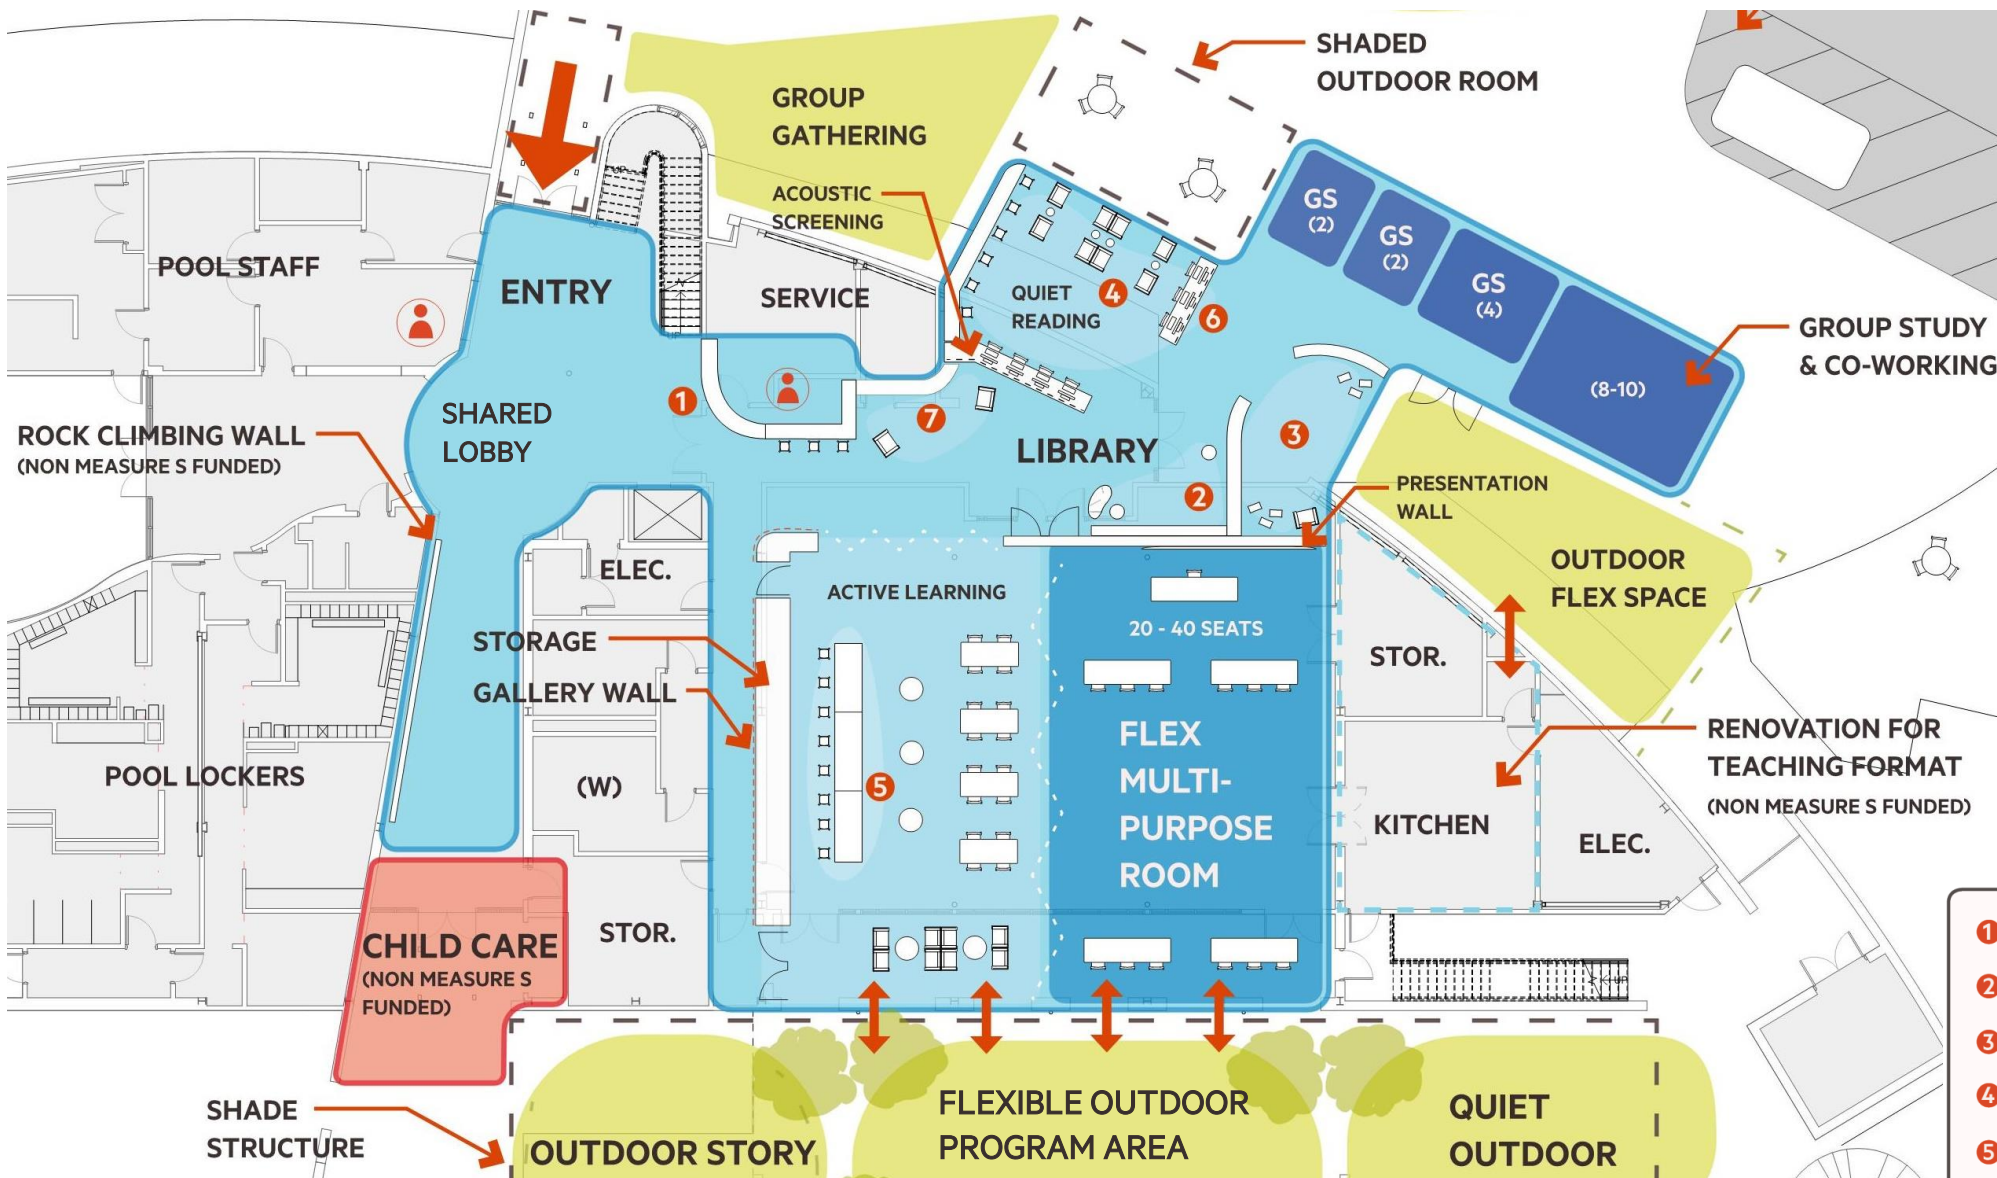 SHADED
OUTDOOR ROOM
GROUP
GATHERING
ACOUSTIC
SCREENING
GS
(2)
GS
(2)
GS
(4)
(8-10)
GROUP STUDY
& CO-WORKING
POOL STAFF
ENTRY
SERVICE
QUIET
READING
4
6
1
7
3
2
SHARED
LOBBY
ROCK CLIMBING WALL
(NON MEASURE S FUNDED)
LIBRARY
PRESENTATION
WALL
OUTDOOR
FLEX SPACE
ELEC.
ACTIVE LEARNING
20 - 40 SEATS
STORAGE
GALLERY WALL
STOR.
FLEX
MULTI-
PURPOSE
ROOM
RENOVATION FOR
TEACHING FORMAT
(NON MEASURE S FUNDED)
POOL LOCKERS
(W)
5
KITCHEN
ELEC.
CHILD CARE
(NON MEASURE S
FUNDED)
STOR.
UP
1
2
3
4
5
SHADE
STRUCTURE
OUTDOOR STORY
FLEXIBLE OUTDOOR
PROGRAM AREA
QUIET
OUTDOOR